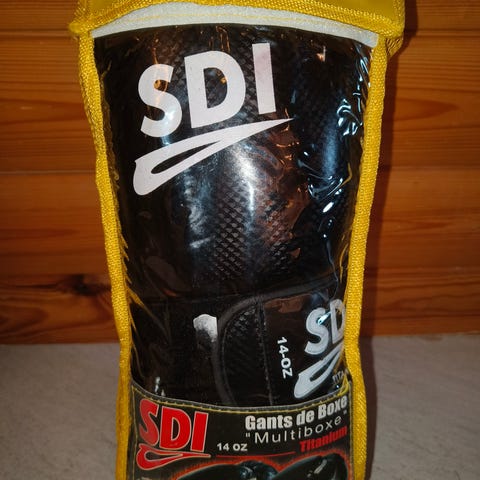 SDI
SD
14-OZ
SDI
14 OZ
Gants de Boxe
"Multiboxe"
Titanium